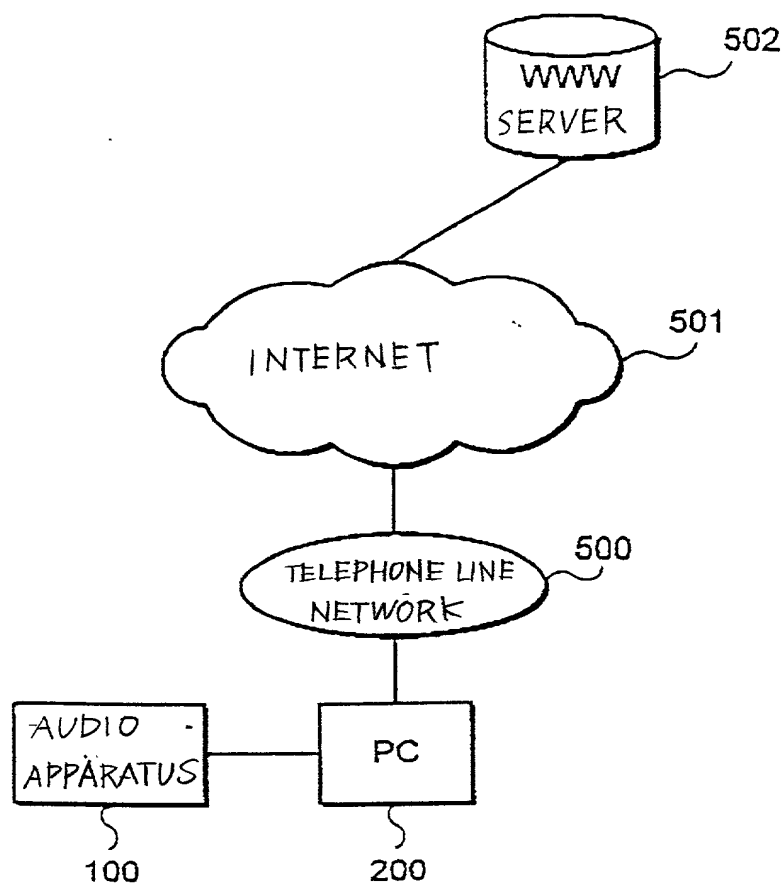 502
WWW
SERVER
501
INTERNET
500
TELEPHONE LINE
NETWORK
AUDIO
APPARATUS
PC
100
200